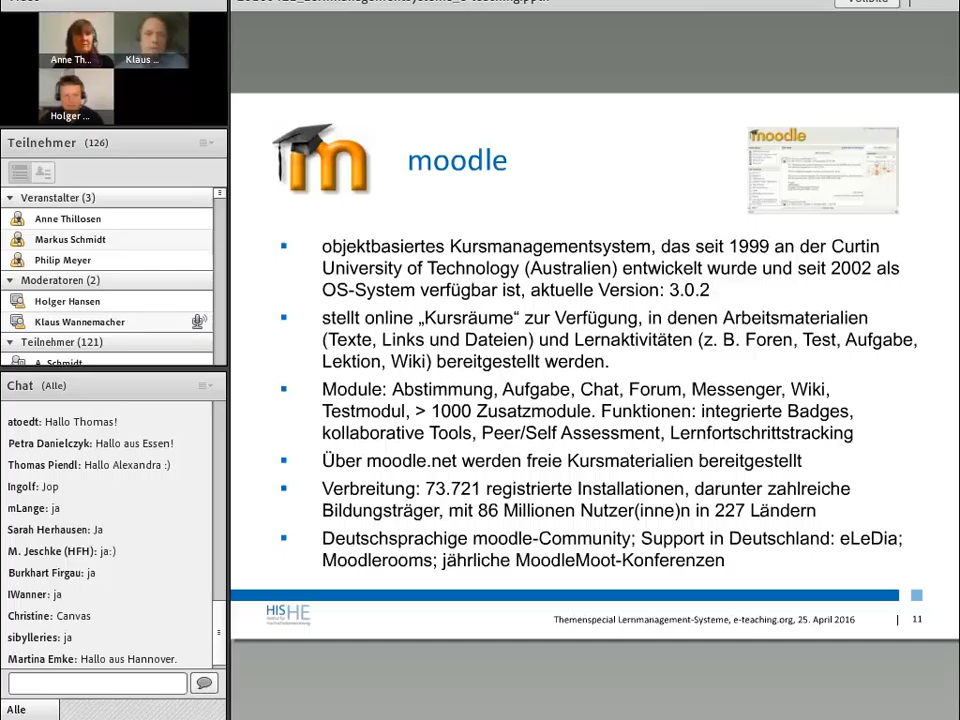 Anne Th...
Klaus ...
Holger ...
Teilnehmer (126)
Veranstalter (3)
Anne Thillosen
Markus Schmidt
Philip Meyer
Moderatoren (2)
Holger Hansen
Klaus Wannemacher
Teilnehmer (121)
A. Schmidt
Chat (Alle)
atoedt: Hallo Thomas!
Petra Danielczyk: Hallo aus Essen!
Thomas Piendl: Hallo Alexandra :)
Ingolf: Jop
mLange: ja
Sarah Herhausen: Ja
M. Jeschke (HFH): ja:)
Burkhart Firgau: ja
IWanner: ja
Christine: Canvas
sibylleries: ja
Martina Emke: Hallo aus Hannover.
Alle
Vollbild
m
moodle
moodle
objektbasiertes Kursmanagementsystem, das seit 1999 an der Curtin
University of Technology (Australien) entwickelt wurde und seit 2002 als
OS-System verfügbar ist, aktuelle Version: 3.0.2
stellt online „Kursräume“ zur Verfügung, in denen Arbeitsmaterialien
(Texte, Links und Dateien) und Lernaktivitäten (z. B. Foren, Test, Aufgabe,
Lektion, Wiki) bereitgestellt werden.
Module: Abstimmung, Aufgabe, Chat, Forum, Messenger, Wiki,
Testmodul, > 1000 Zusatzmodule. Funktionen: integrierte Badges,
kollaborative Tools, Peer/Self Assessment, Lernfortschrittstracking
Über moodle.net werden freie Kursmaterialien bereitgestellt
Verbreitung: 73.721 registrierte Installationen, darunter zahlreiche
Bildungsträger, mit 86 Millionen Nutzer(inne)n in 227 Ländern
Deutschsprachige moodle-Community; Support in Deutschland: eLeDia;
Moodlerooms; jährliche MoodleMoot-Konferenzen
HIS HE
Themenspecial Lernmanagement-Systeme, e-teaching.org, 25. April 2016 | 11